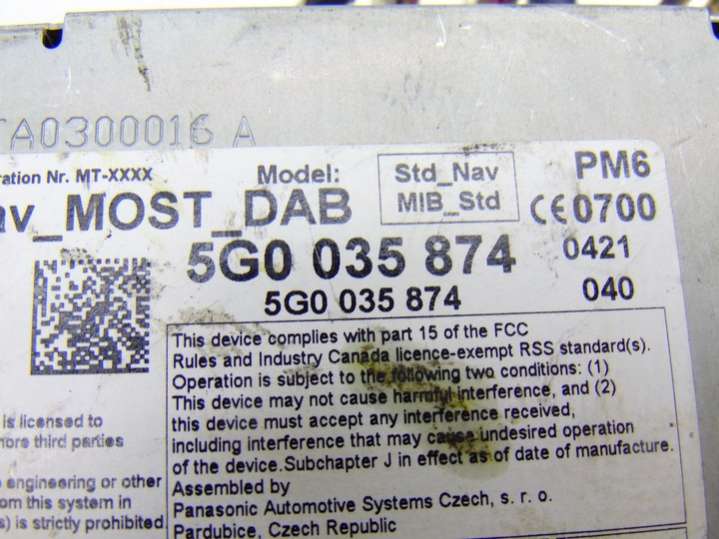 TA0300016 A
ration Nr. MT-XXXX
Model:
Std_Nav
MIB_Std
PM6
av_MOST_DAB
CE0700
5G0 035 874
0421
5G0 035 874
040
This device complies with part 15 of the FCC
Rules and Industry Canada licence-exempt RSS standard(s).
Operation is subject to the following two conditions: (1)
This device may not cause harmful interference, and (2)
this device must accept any interference received,
including interference that may cause undesired operation
of the device.Subchapter J in effect as of date of manufacture.
Assembled by
Panasonic Automotive Systems Czech, s. r. o.
Pardubice, Czech Republic
is licensed to
more third parties
engineering or other
om this system in
s) is strictly prohibited